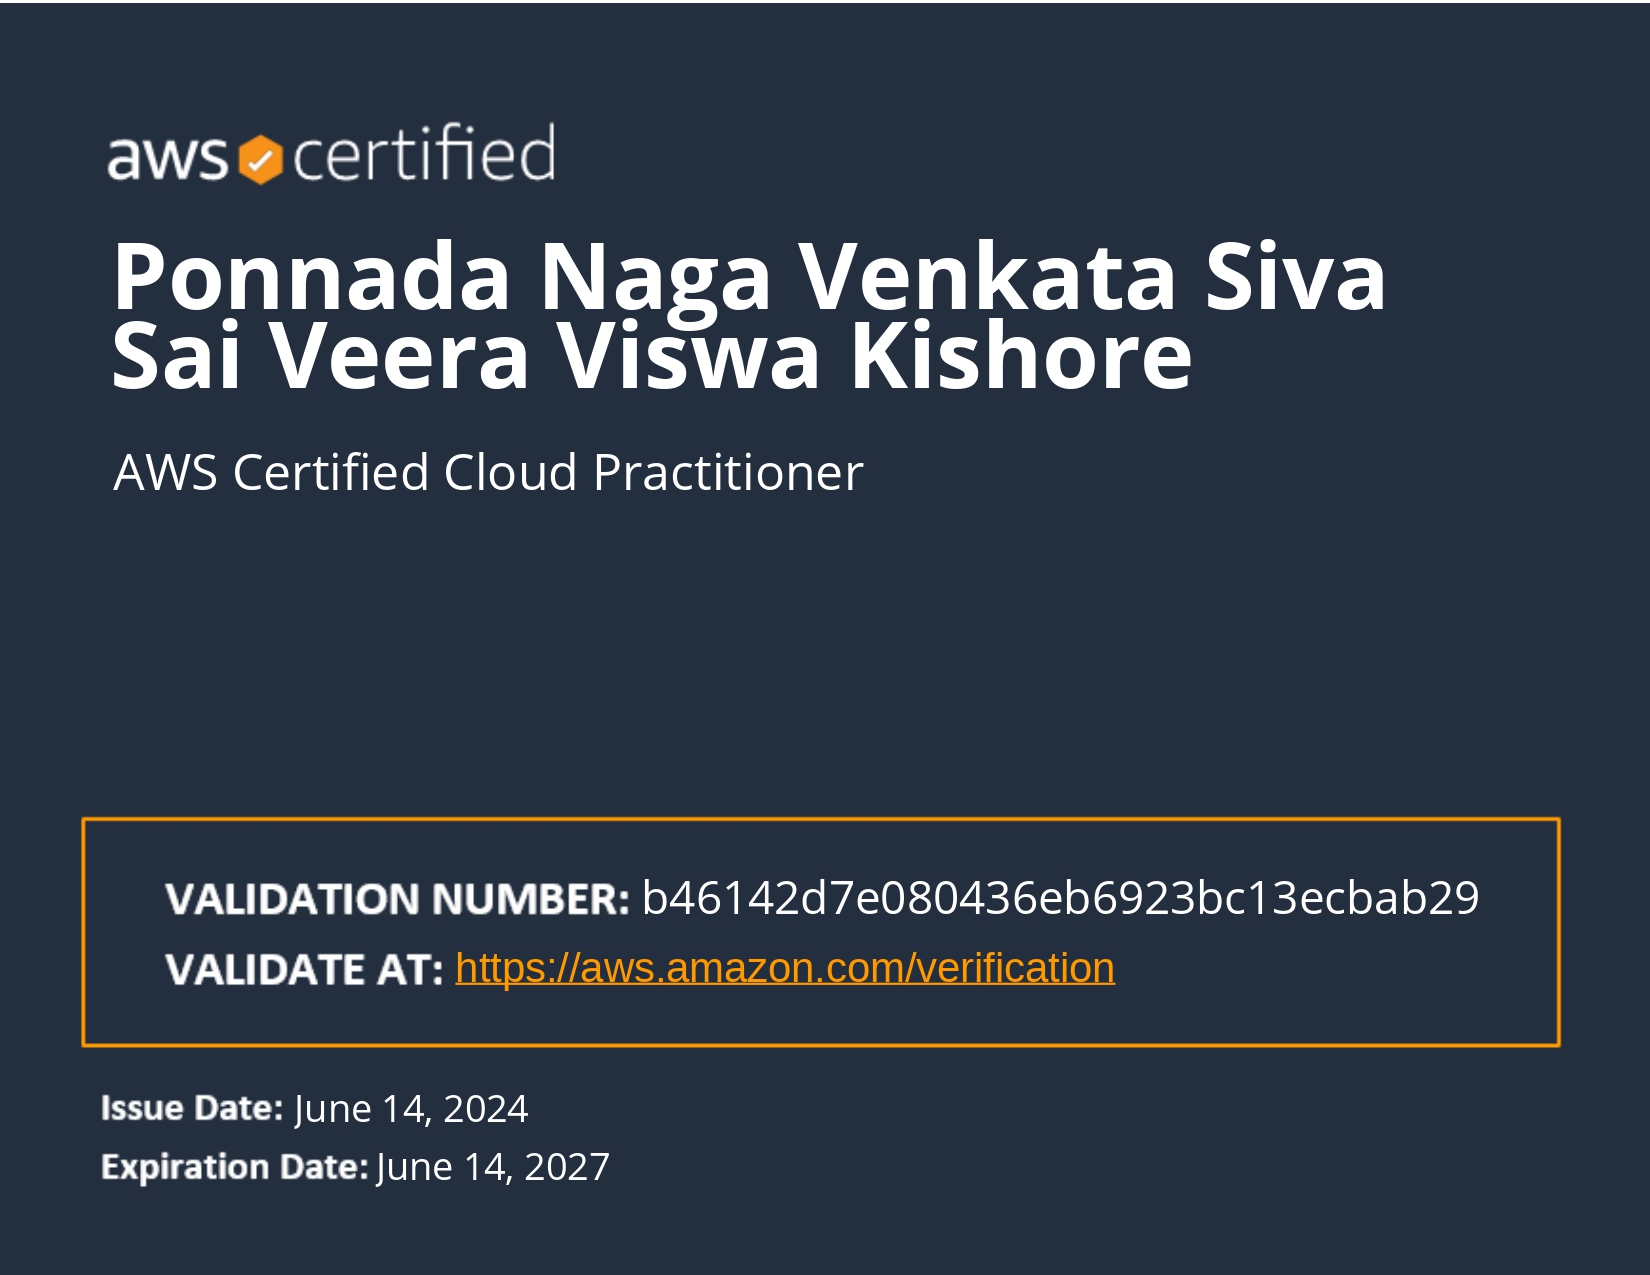 aws certified
Ponnada Naga Venkata Siva
Sai Veera Viswa Kishore
AWS Certified Cloud Practitioner
VALIDATION NUMBER: b46142d7e080436eb6923bc13ecbab29
VALIDATE AT: https://aws.amazon.com/verification
Issue Date: June 14, 2024
Expiration Date: June 14, 2027